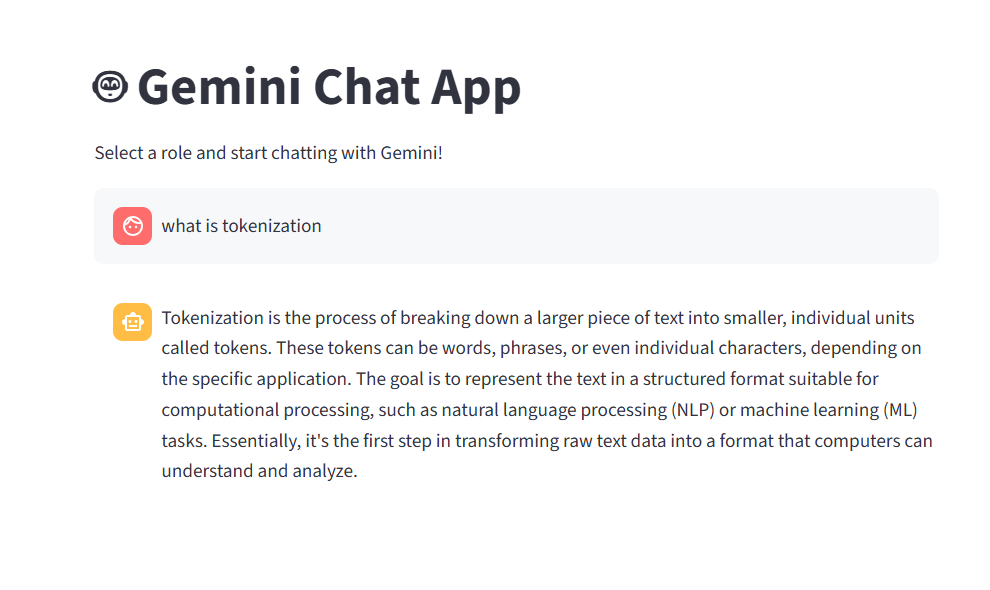 Gemini Chat App
Select a role and start chatting with Gemini!
what is tokenization
Tokenization is the process of breaking down a larger piece of text into smaller, individual units
called tokens. These tokens can be words, phrases, or even individual characters, depending on
the specific application. The goal is to represent the text in a structured format suitable for
computational processing, such as natural language processing (NLP) or machine learning (ML)
tasks. Essentially, it's the first step in transforming raw text data into a format that computers can
understand and analyze.